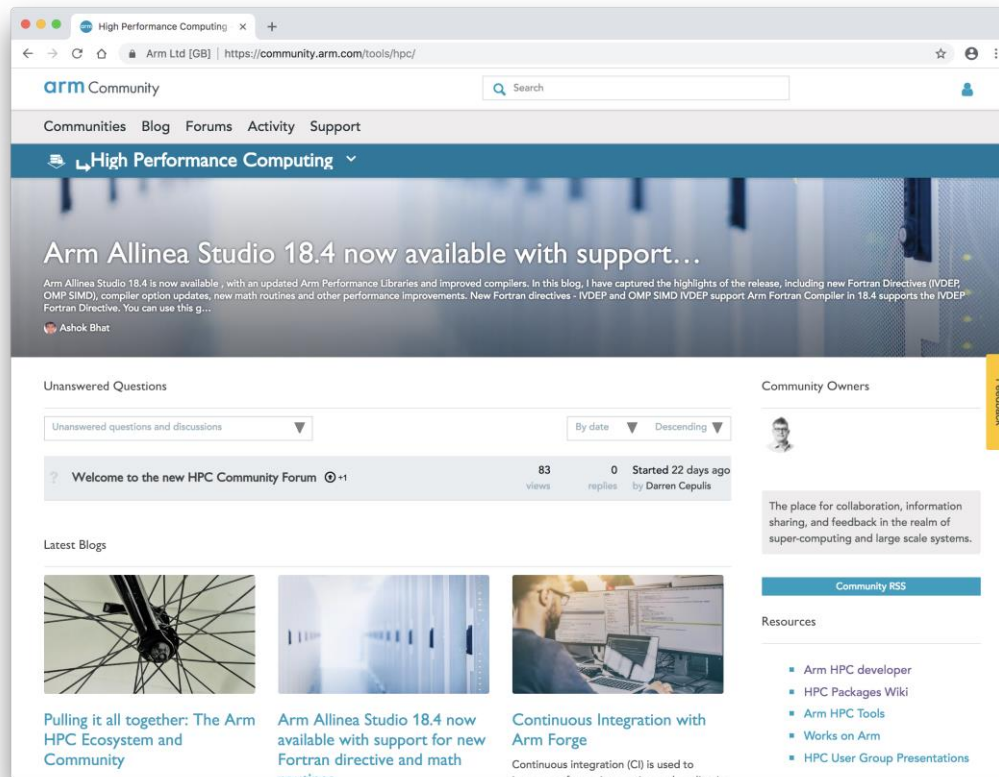 High Performance Computing
Arm Ltd [GB] | https://community.arm.com/tools/hpc/
arm Community
Search
Communities Blog Forums Activity Support
High Performance Computing
Arm Allinea Studio 18.4 now available with support...
Arm Allinea Studio 18.4 is now available , with an updated Arm Performance Libraries and improved compilers. In this blog, I have captured the highlights of the release, including new Fortran Directives (IVDEP,
OMP SIMD), compiler option updates, new math routines and other performance improvements. New Fortran directives - IVDEP and OMP SIMD IVDEP support Arm Fortran Compiler in 18.4 supports the IVDEP
Fortran Directive. You can use this g...
Ashok Bhat
Feedback
Unanswered Questions
Unanswered questions and discussions
By date Descending
? Welcome to the new HPC Community Forum +1
83 0 Started 22 days ago
views replies by Darren Cepulis
Latest Blogs
Pulling it all together: The Arm
HPC Ecosystem and
Community
Arm Allinea Studio 18.4 now
available with support for new
Fortran directive and math
Continuous Integration with
Arm Forge
Continuous integration (CI) is used to
Community Owners
The place for collaboration, information
sharing, and feedback in the realm of
super-computing and large scale systems.
Community RSS
Resources
Arm HPC developer
HPC Packages Wiki
Arm HPC Tools
Works on Arm
HPC User Group Presentations